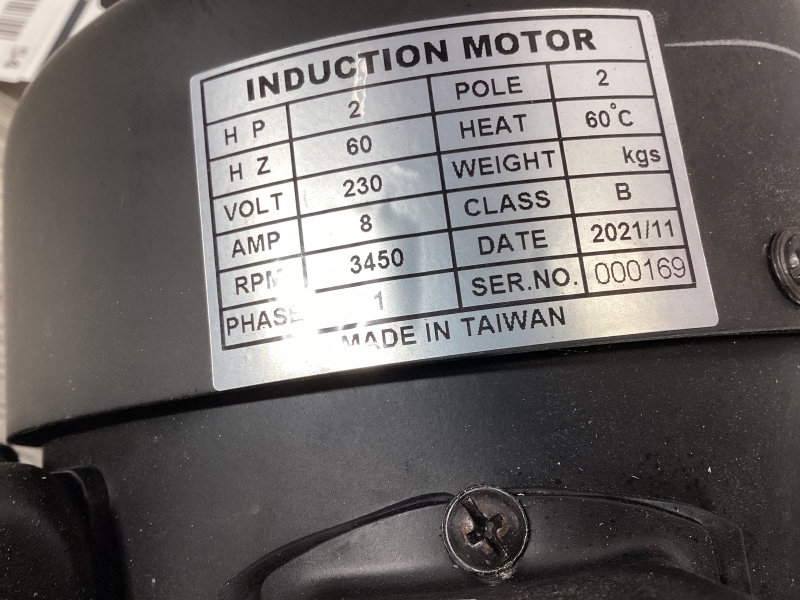 INDUCTION MOTOR
H P 2 POLE 2
H Z 60 HEAT 60°C
VOLT 230 WEIGHT kgs
AMP 8 CLASS B
RPM 3450 DATE 2021/11
PHASE 1 SER.NO. 000169
MADE IN TAIWAN